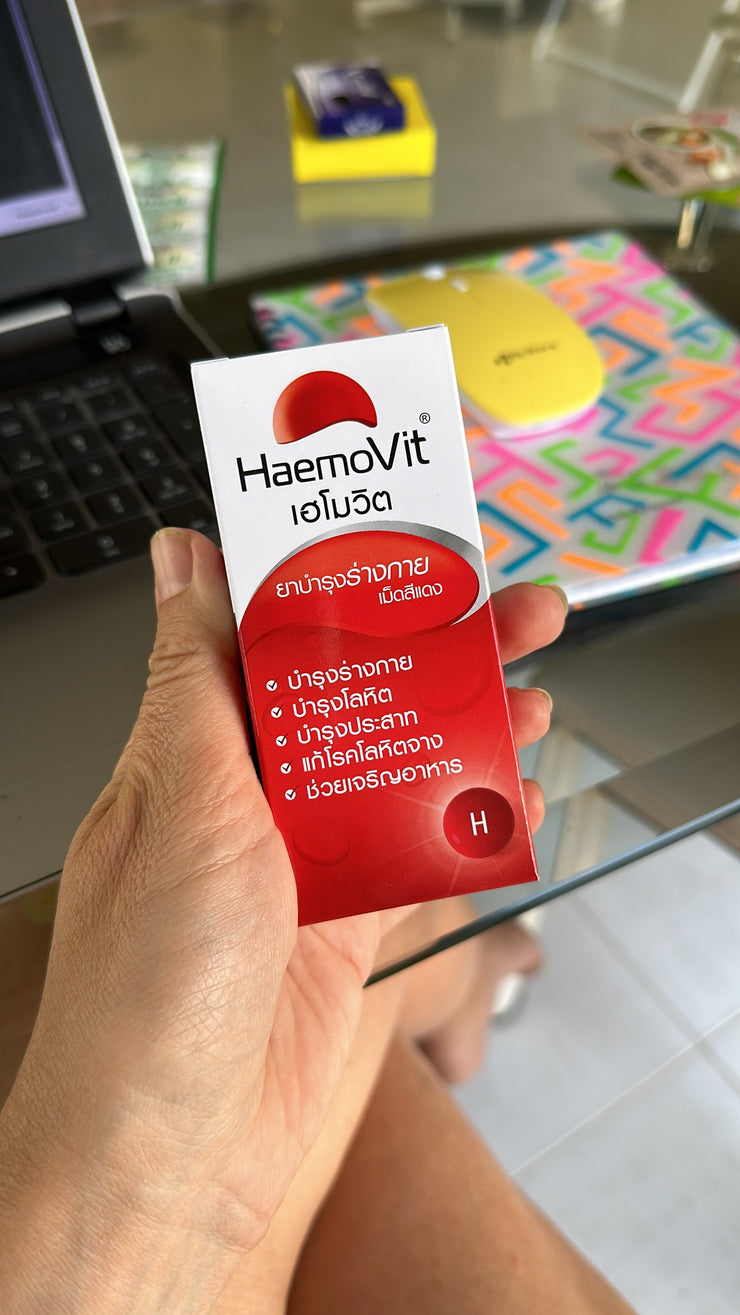 HaemoVit®
เฮโมวิต
ยาบำรุงร่างกาย
เม็ดสีแดง
บำรุงร่างกาย
บำรุงโลหิต
บำรุงประสาท
แก้โรคโลหิตจาง
ช่วยเจริญอาหาร
H